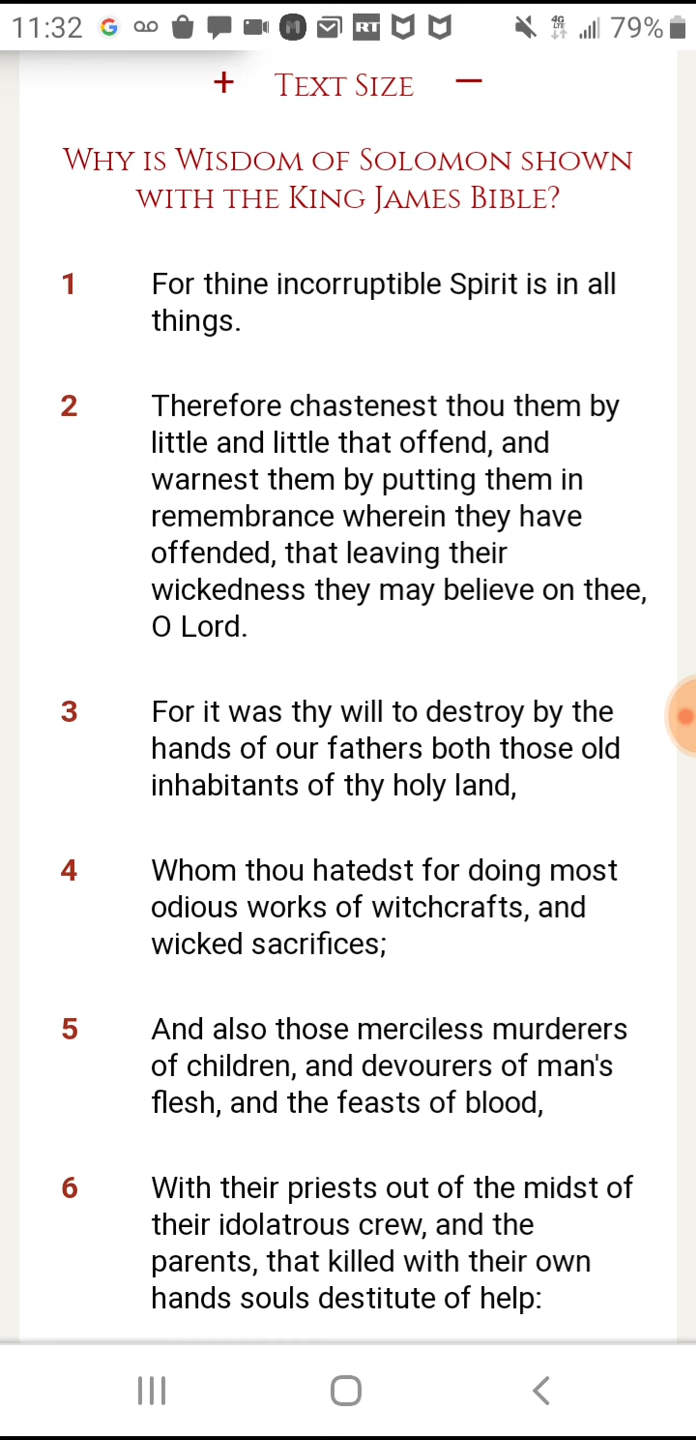 11:32 G M RT 4G LTE 79%
+ TEXT SIZE −
WHY IS WISDOM OF SOLOMON SHOWN
WITH THE KING JAMES BIBLE?
1 For thine incorruptible Spirit is in all
things.
2 Therefore chastenest thou them by
little and little that offend, and
warnest them by putting them in
remembrance wherein they have
offended, that leaving their
wickedness they may believe on thee,
O Lord.
3 For it was thy will to destroy by the
hands of our fathers both those old
inhabitants of thy holy land,
4 Whom thou hatedst for doing most
odious works of witchcrafts, and
wicked sacrifices;
5 And also those merciless murderers
of children, and devourers of man's
flesh, and the feasts of blood,
6 With their priests out of the midst of
their idolatrous crew, and the
parents, that killed with their own
hands souls destitute of help: